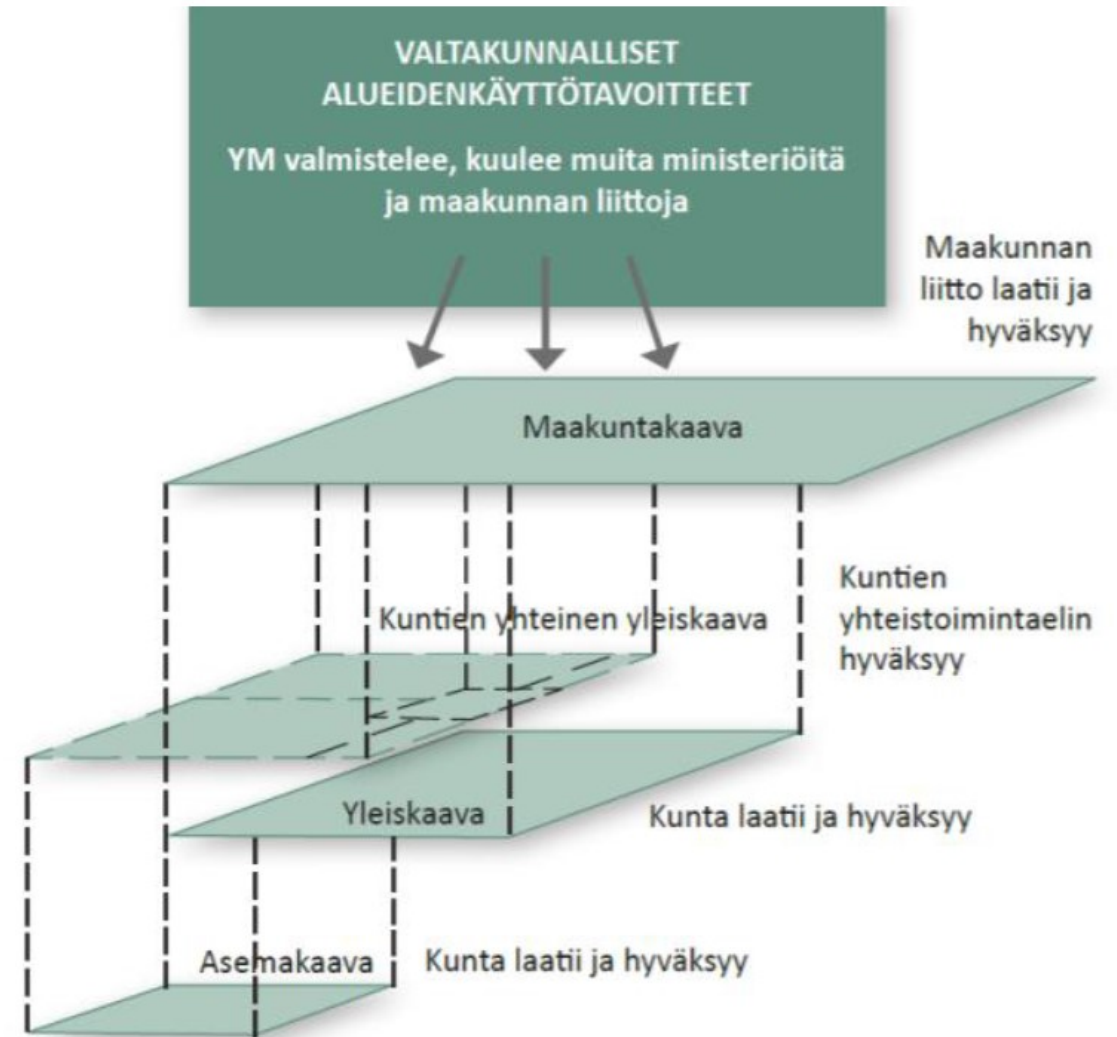 VALTAKUNNALLISET
ALUEIDENKÄYTTÖTAVOITTEET
YM valmistelee, kuulee muita ministeriöitä
ja maakunnan liittoja
Maakunnan
liitto laatii ja
hyväksyy
Maakuntakaava
Kuntien yhteinen yleiskaava
Kuntien
yhteistoimintaelin
hyväksyy
Yleiskaava
Kunta laatii ja hyväksyy
Asemakaava
Kunta laatii ja hyväksyy